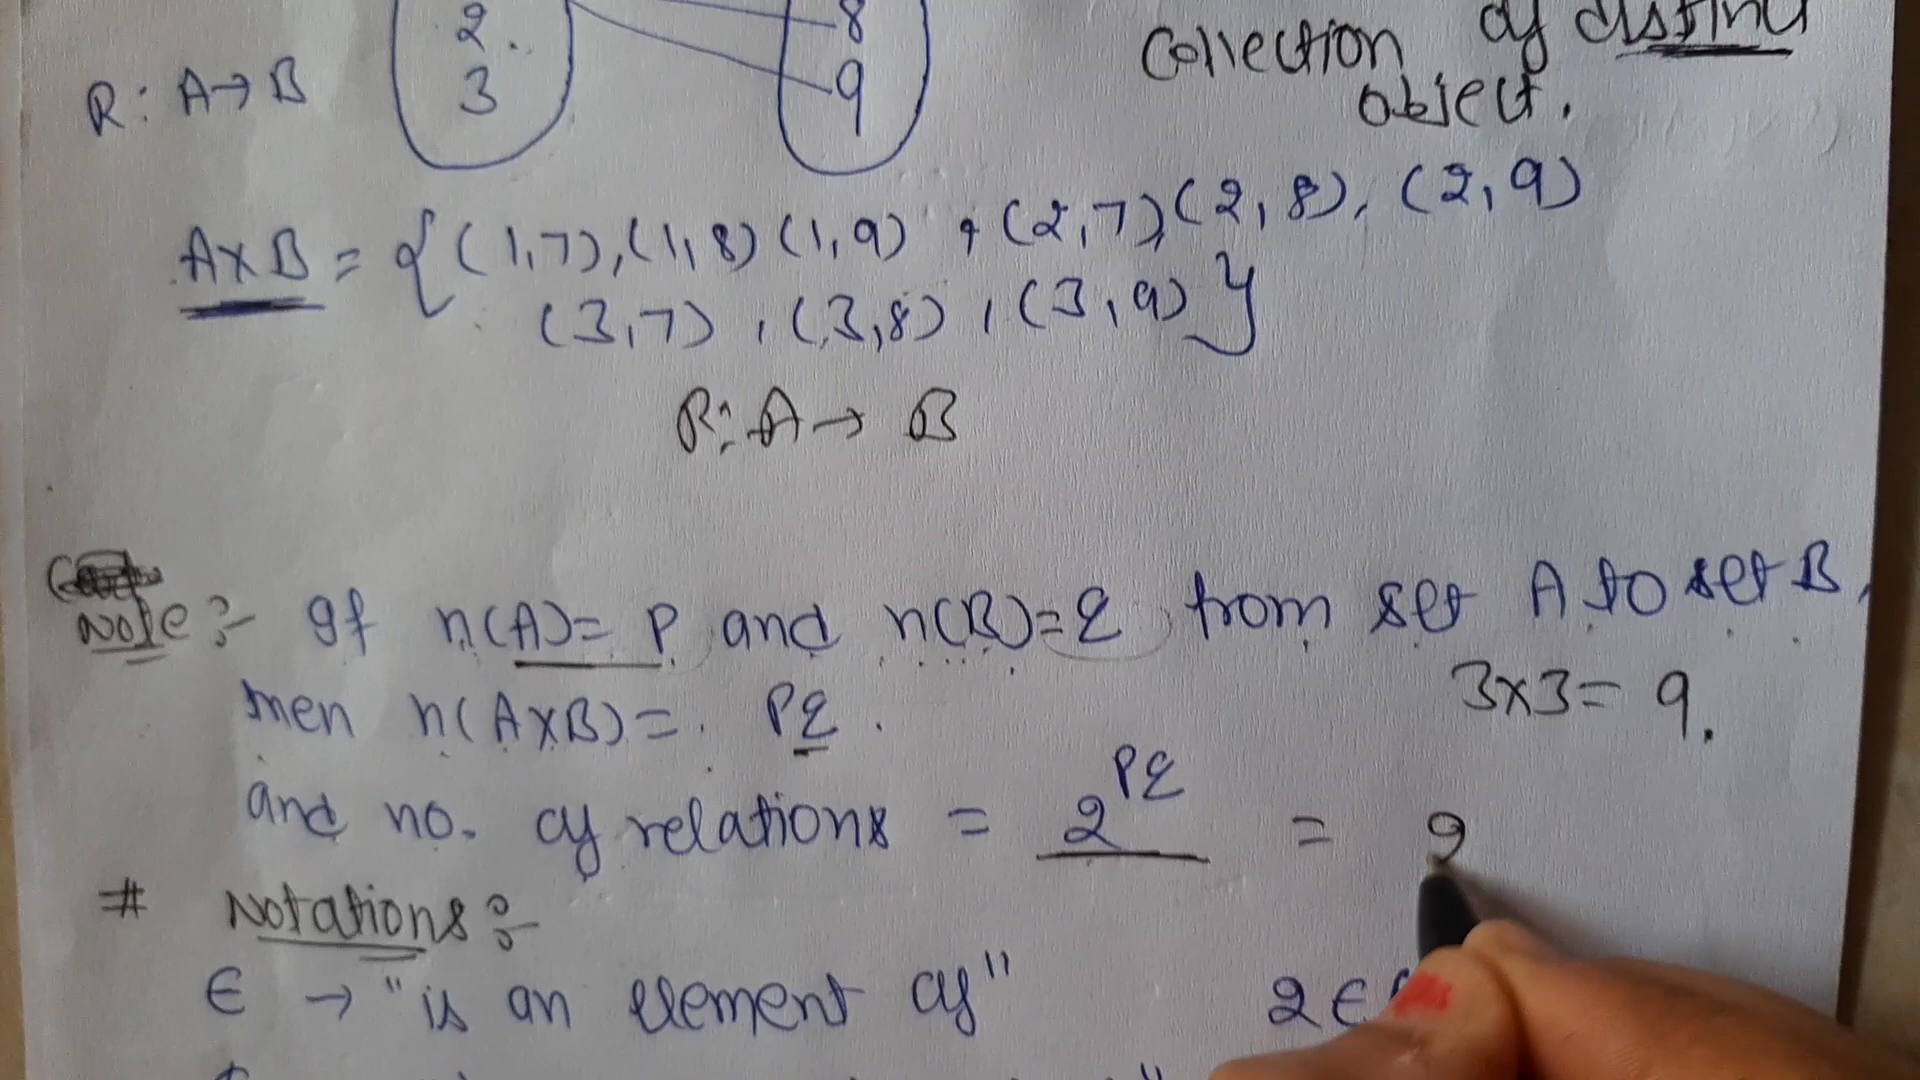 2 8
R: A→B 3 9
Collection of distinct
object.
A×B = {(1,7),(1,8)(1,9),(2,7),(2,8),(2,9)
(3,7),(3,8),(3,9)}
R: A→ B
Note:- If n(A)= P and n(B)=q from set A to set B,
then n(A×B)= Pq. 3×3= 9.
and no. of relations = 2^Pq = 2
# Notations:-
∈ → "is an element of" 2 ∈